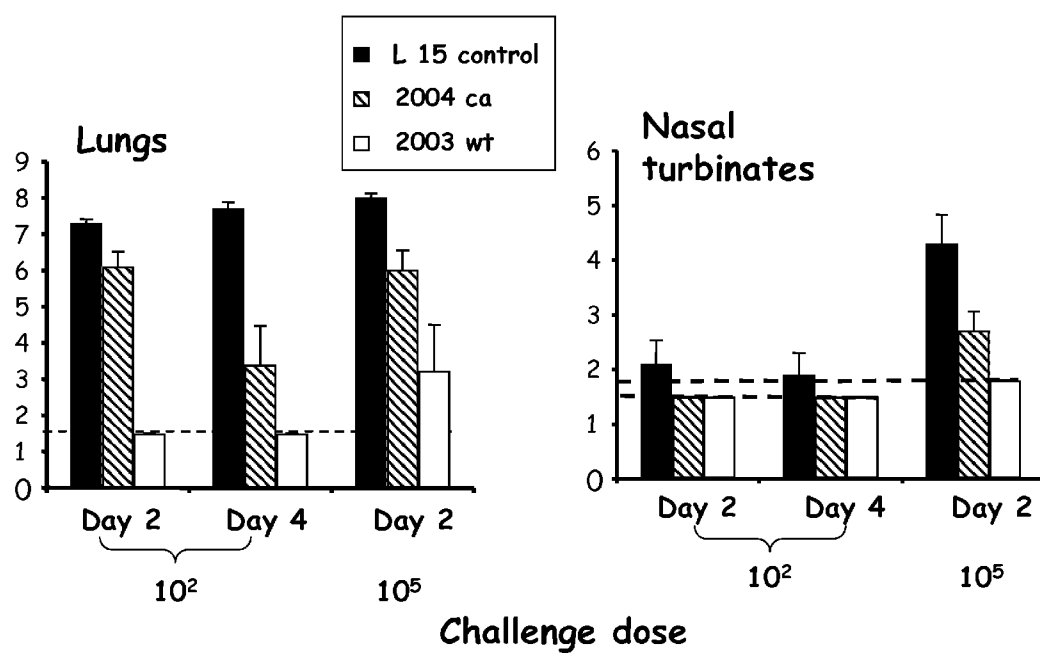 L 15 control
2004 ca
2003 wt
Lungs
9
8
7
6
5
4
3
2
1
0
Day 2 Day 4 Day 2
10² 10⁵
Nasal
turbinates
6
5
4
3
2
1
0
Day 2 Day 4 Day 2
10² 10⁵
Challenge dose